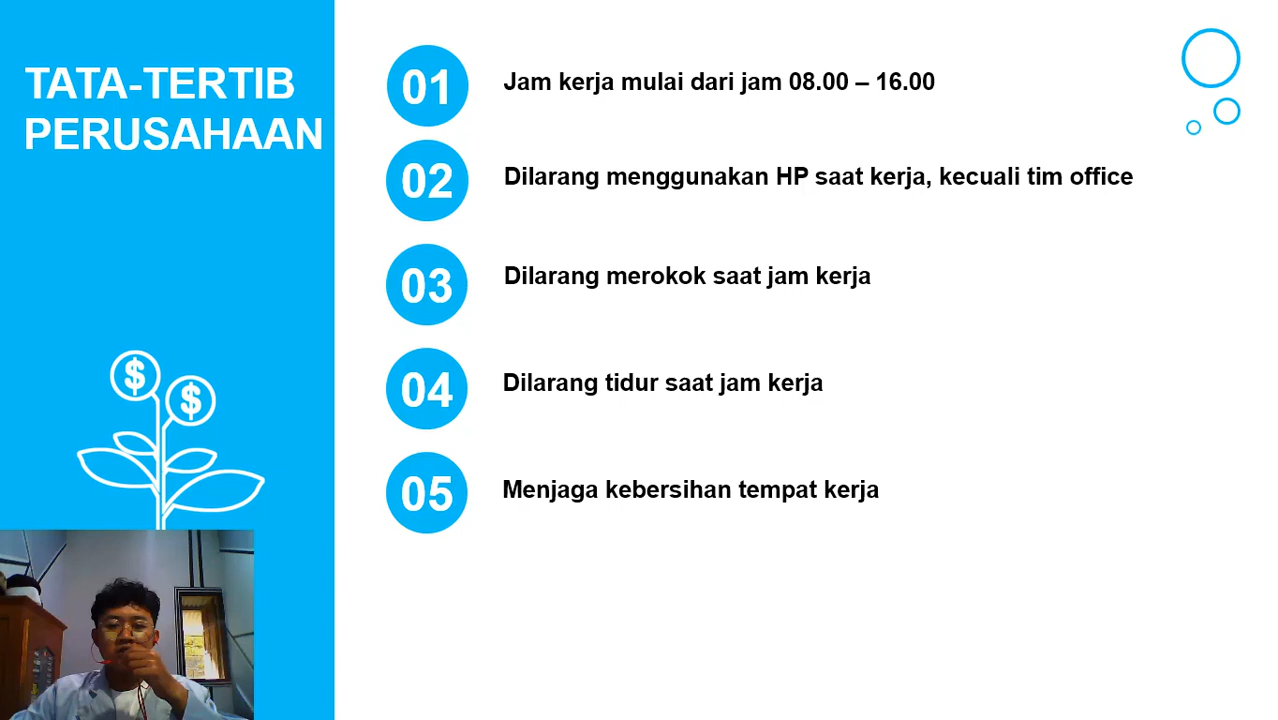 TATA-TERTIB
PERUSAHAAN
01
Jam kerja mulai dari jam 08.00 – 16.00
02
Dilarang menggunakan HP saat kerja, kecuali tim office
03
Dilarang merokok saat jam kerja
04
Dilarang tidur saat jam kerja
05
Menjaga kebersihan tempat kerja
$
$